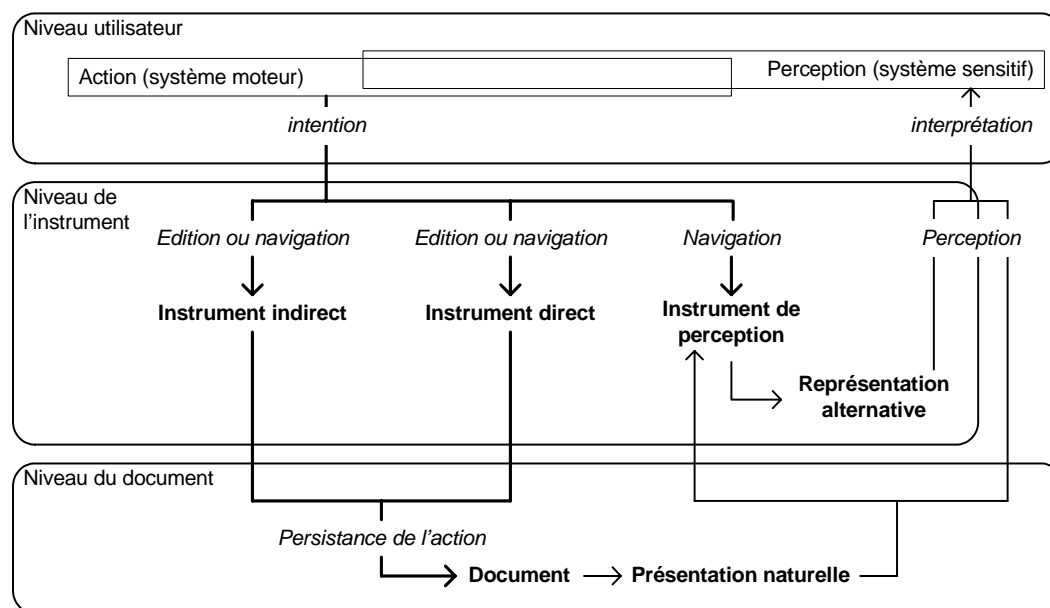 Niveau utilisateur
Action (système moteur)
Perception (système sensitif)
intention
interprétation
Niveau de
l’instrument
Edition ou navigation
Edition ou navigation
Navigation
Perception
Instrument indirect
Instrument direct
Instrument de
perception
Représentation
alternative
Niveau du document
Persistance de l’action
Document
Présentation naturelle